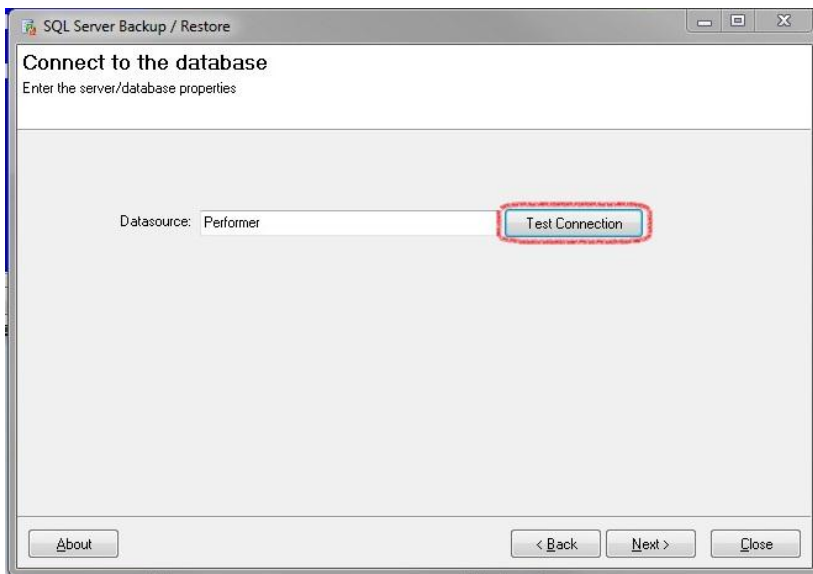 SQL Server Backup / Restore
Connect to the database
Enter the server/database properties
Datasource: Performer Test Connection
About < Back Next > Close